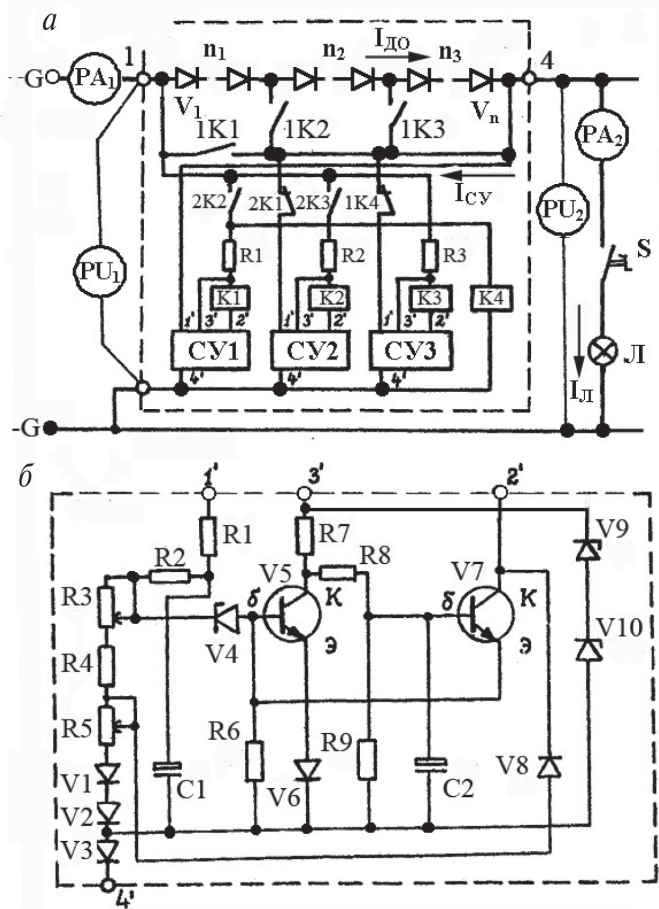 а
G PA1 1 n1 n2 IДО n3 4
V1 Vn
1K1 1K2 1K3 PA2
IСУ
2K2 2K1 2K3 1K4 PU2
PU1 R1 R2 R3 S
K1 K2 K3 K4
1' 3' 2' 1' 3' 2' 1' 3' 2'
СУ1 СУ2 СУ3 Л
4' 4' 4' IЛ
-G
б
1' 3' 2'
R1 R7 V9
R2 R8
R3 V5 V7
б К б К
V4 Э Э V10
R4
R5 R6 R9 V8
V1 V6 C2
C1
V2
V3
4'